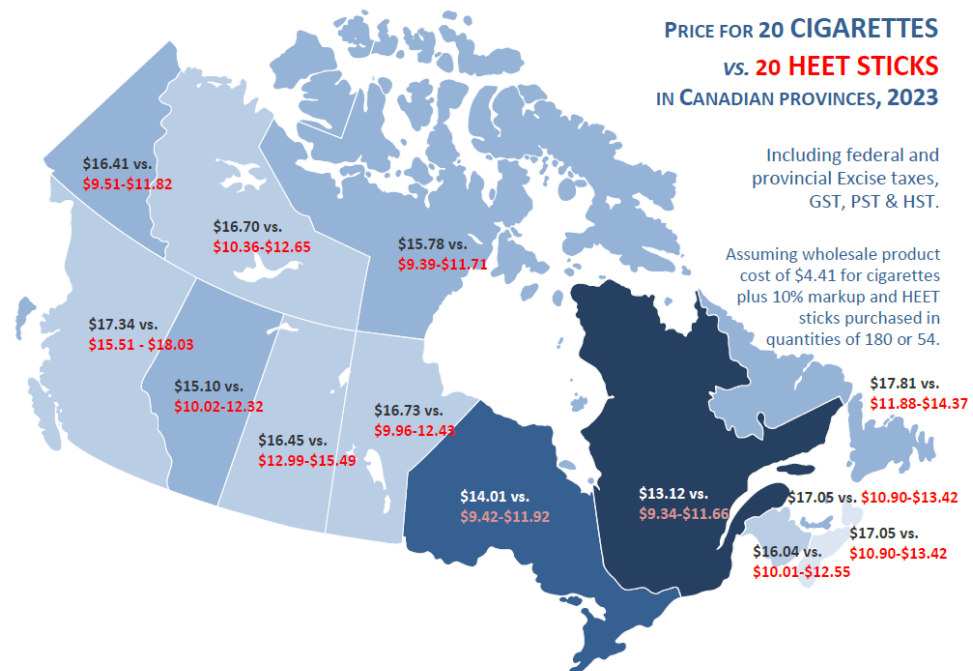 PRICE FOR 20 CIGARETTES
VS. 20 HEET STICKS
IN CANADIAN PROVINCES, 2023
Including federal and
provincial Excise taxes,
GST, PST & HST.
Assuming wholesale product
cost of $4.41 for cigarettes
plus 10% markup and HEET
sticks purchased in
quantities of 180 or 54.
$16.41 vs.
$9.51-$11.82
$16.70 vs.
$10.36-$12.65
$15.78 vs.
$9.39-$11.71
$17.34 vs.
$15.51 - $18.03
$15.10 vs.
$10.02-12.32
$16.45 vs.
$12.99-$15.49
$16.73 vs.
$9.96-12.43
$14.01 vs.
$9.42-$11.92
$13.12 vs.
$9.34-$11.66
$17.81 vs.
$11.88-$14.37
$17.05 vs. $10.90-$13.42
$17.05 vs.
$10.90-$13.42
$16.04 vs.
$10.01-$12.55